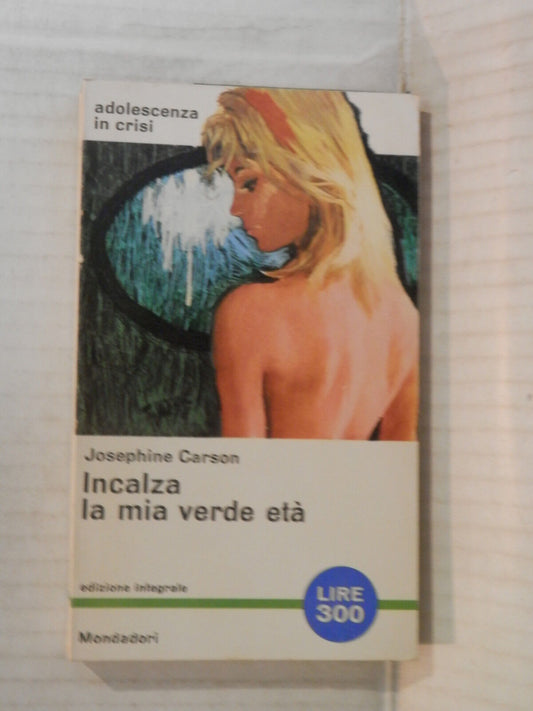 adolescenza
in crisi
Josephine Carson
Incalza
la mia verde età
edizione integrale
LIRE
300
Mondadori